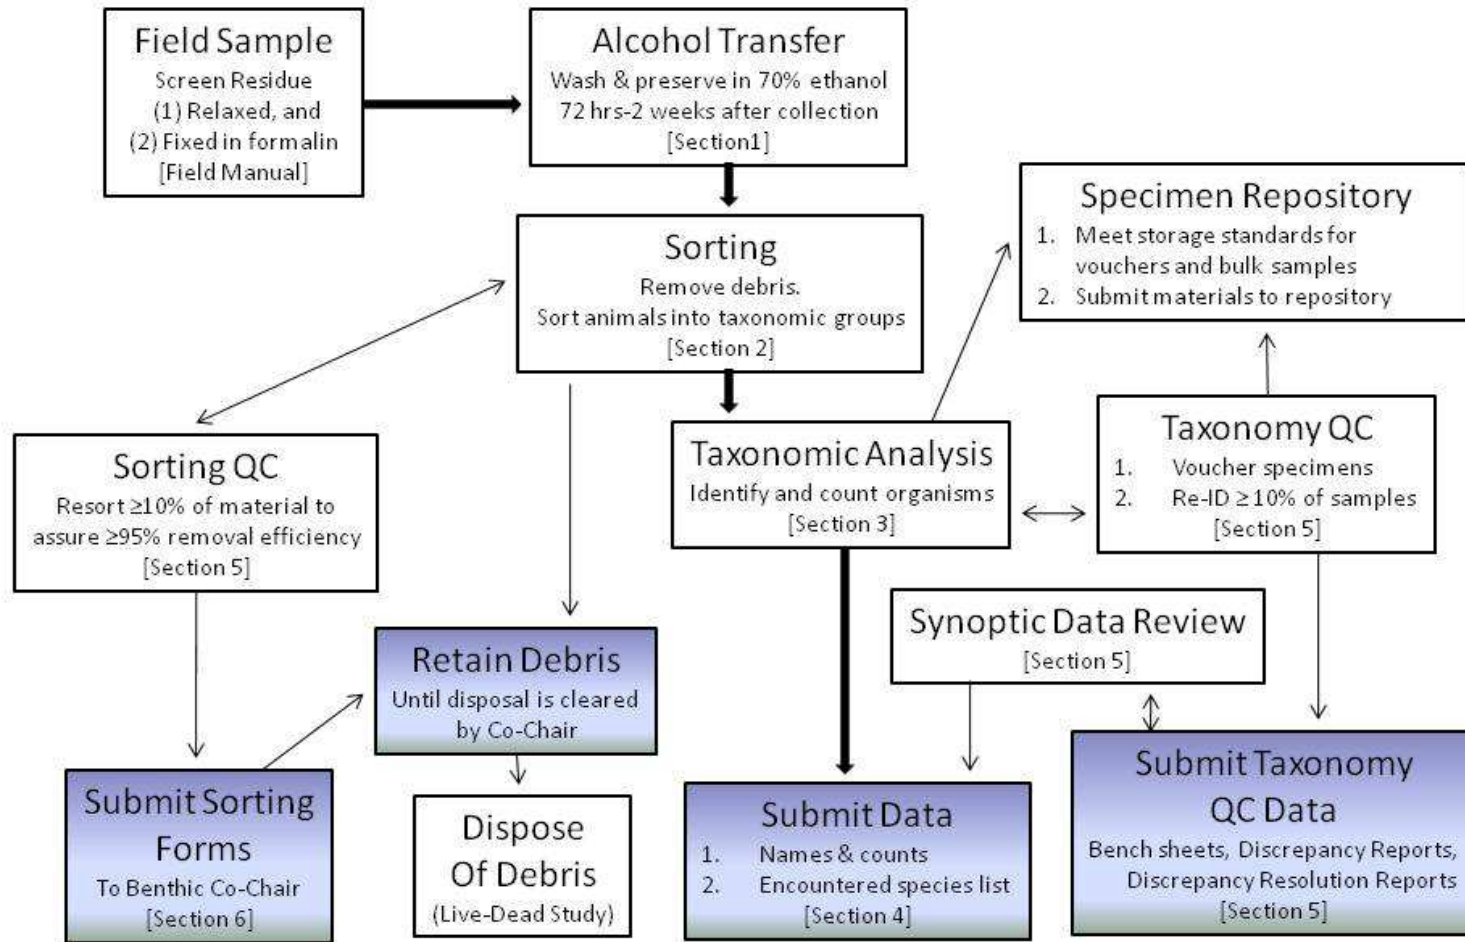 Field Sample
Screen Residue
(1) Relaxed, and
(2) Fixed in formalin
[Field Manual]
Alcohol Transfer
Wash & preserve in 70% ethanol
72 hrs-2 weeks after collection
[Section1]
Sorting
Remove debris.
Sort animals into taxonomic groups
[Section 2]
Specimen Repository
1. Meet storage standards for
vouchers and bulk samples
2. Submit materials to repository
Sorting QC
Resort ≥10% of material to
assure ≥95% removal efficiency
[Section 5]
Taxonomic Analysis
Identify and count organisms
[Section 3]
Taxonomy QC
1. Voucher specimens
2. Re-ID ≥10% of samples
[Section 5]
Synoptic Data Review
[Section 5]
Retain Debris
Until disposal is cleared
by Co-Chair
Submit Sorting
Forms
To Benthic Co-Chair
[Section 6]
Dispose
Of Debris
(Live-Dead Study)
Submit Data
1. Names & counts
2. Encountered species list
[Section 4]
Submit Taxonomy
QC Data
Bench sheets, Discrepancy Reports,
Discrepancy Resolution Reports
[Section 5]